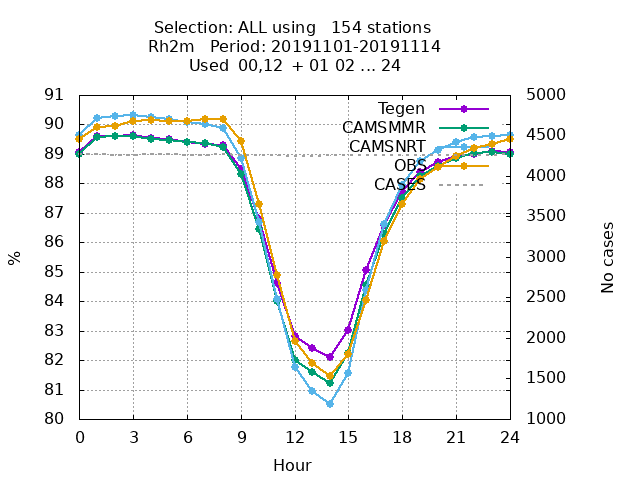 Selection: ALL using 154 stations
Rh2m Period: 20191101-20191114
Used 00,12 + 01 02 ... 24
91
90
89
88
87
86
85
84
83
82
81
80
%
5000
4500
4000
3500
3000
2500
2000
1500
1000
No cases
Tegen
CAMSMMR
CAMSNRT
OBS
CASES
0 3 6 9 12 15 18 21 24
Hour